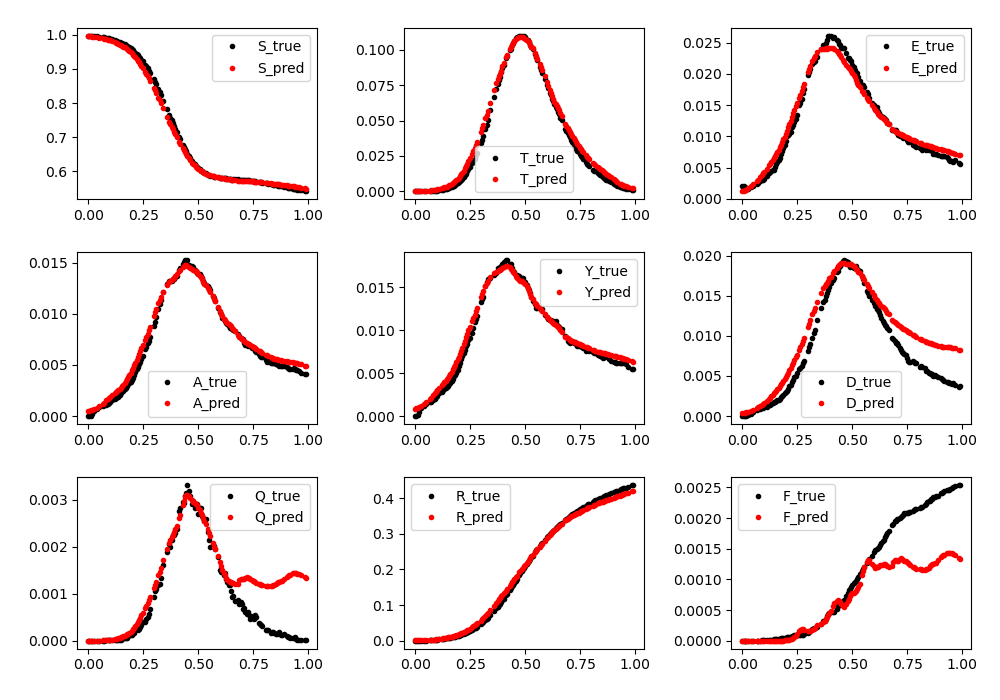 1.0
0.9
0.8
0.7
0.6
S_true
S_pred
0.00 0.25 0.50 0.75 1.00
0.100
0.075
0.050
0.025
0.000
T_true
T_pred
0.00 0.25 0.50 0.75 1.00
0.025
0.020
0.015
0.010
0.005
0.000
E_true
E_pred
0.00 0.25 0.50 0.75 1.00
0.015
0.010
0.005
0.000
A_true
A_pred
0.00 0.25 0.50 0.75 1.00
0.015
0.010
0.005
0.000
Y_true
Y_pred
0.00 0.25 0.50 0.75 1.00
0.020
0.015
0.010
0.005
0.000
D_true
D_pred
0.00 0.25 0.50 0.75 1.00
0.003
0.002
0.001
0.000
Q_true
Q_pred
0.00 0.25 0.50 0.75 1.00
0.4
0.3
0.2
0.1
0.0
R_true
R_pred
0.00 0.25 0.50 0.75 1.00
0.0025
0.0020
0.0015
0.0010
0.0005
0.0000
F_true
F_pred
0.00 0.25 0.50 0.75 1.00